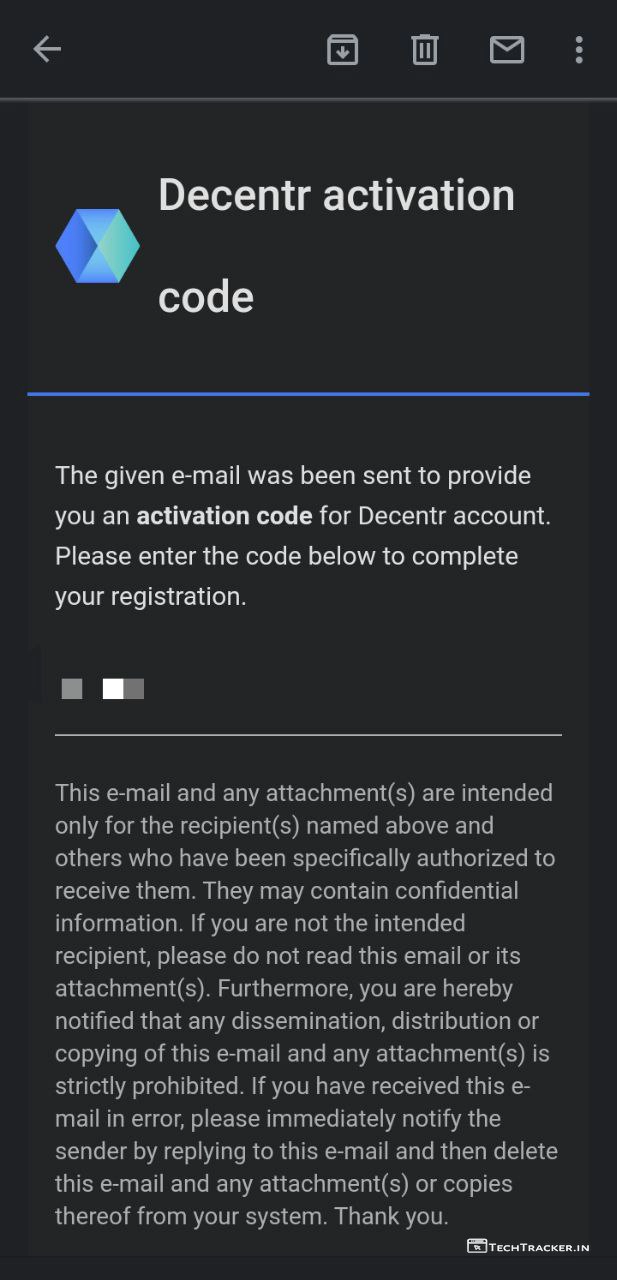 Decentr activation
code
The given e-mail was been sent to provide
you an activation code for Decentr account.
Please enter the code below to complete
your registration.
This e-mail and any attachment(s) are intended
only for the recipient(s) named above and
others who have been specifically authorized to
receive them. They may contain confidential
information. If you are not the intended
recipient, please do not read this email or its
attachment(s). Furthermore, you are hereby
notified that any dissemination, distribution or
copying of this e-mail and any attachment(s) is
strictly prohibited. If you have received this e-
mail in error, please immediately notify the
sender by replying to this e-mail and then delete
this e-mail and any attachment(s) or copies
thereof from your system. Thank you.
TECHTRACKER.IN